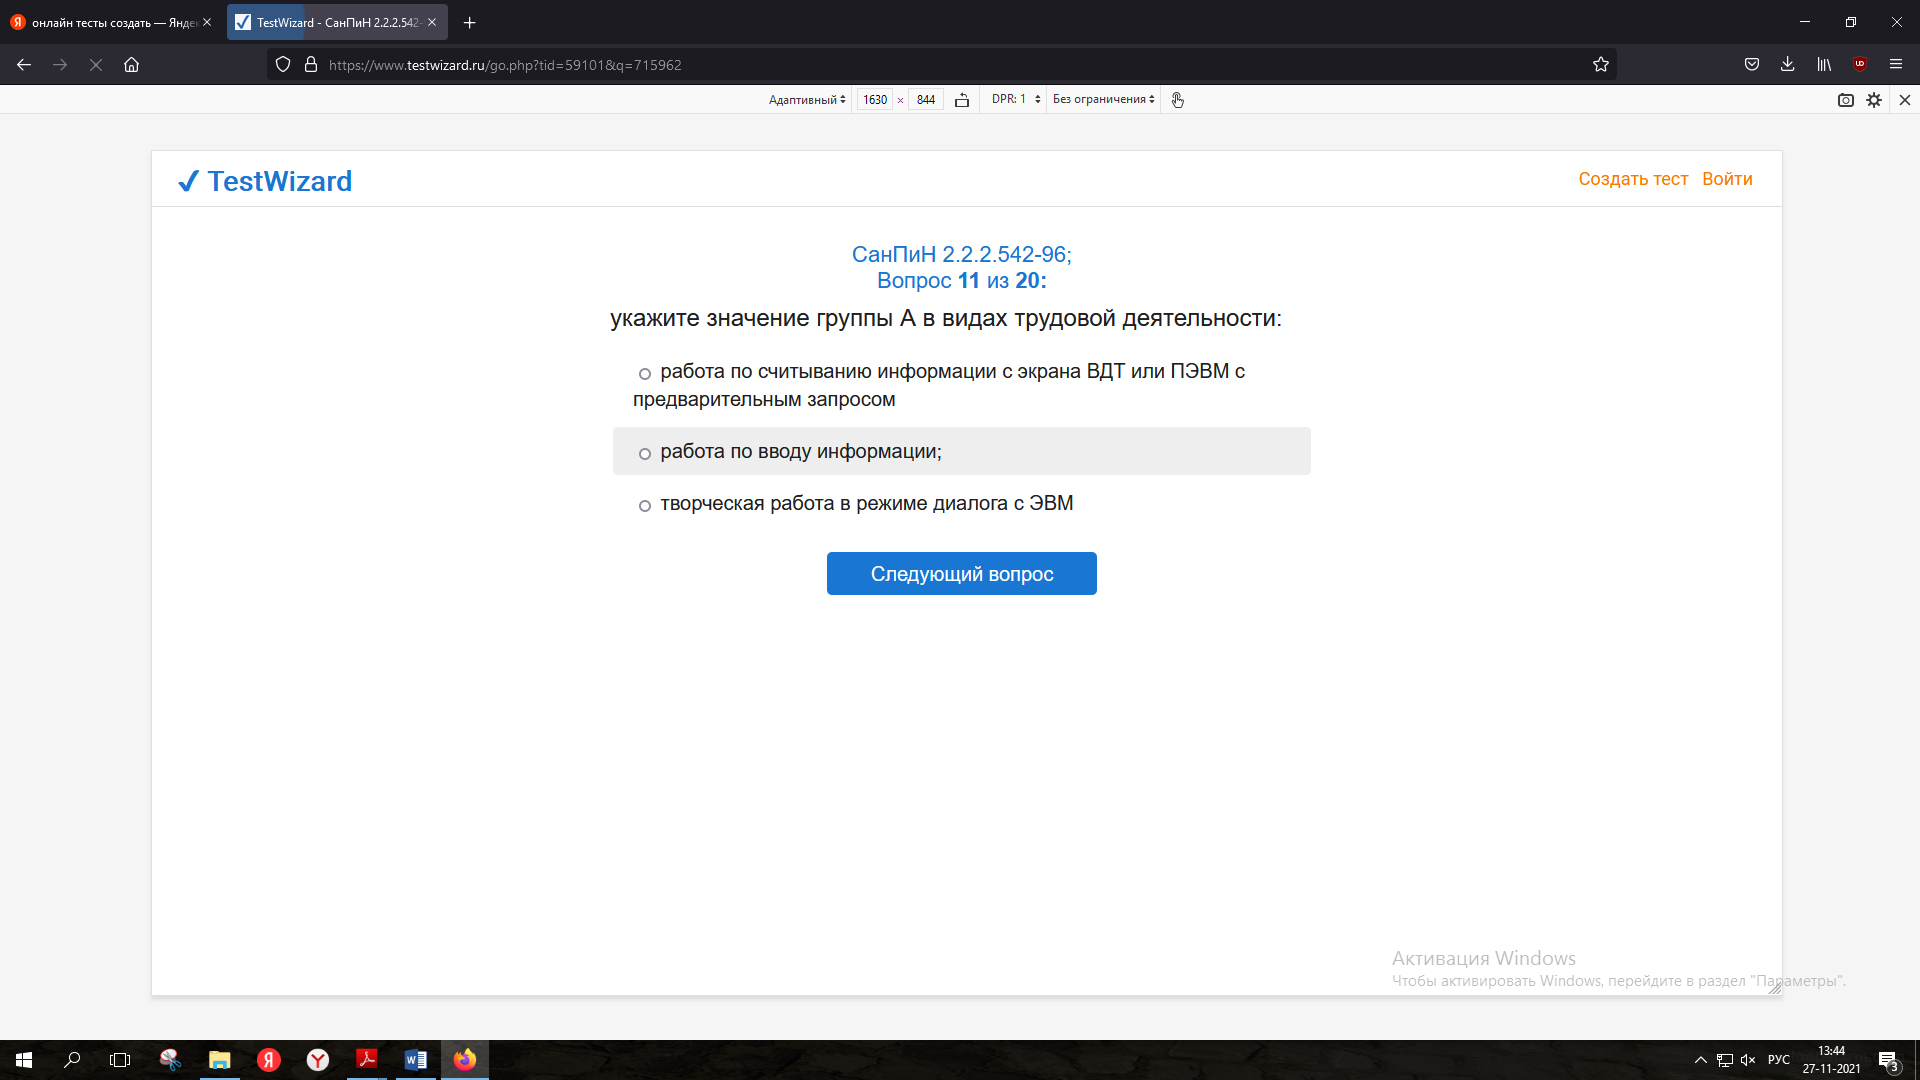 онлайн тесты создать — Яндек
TestWizard - СанПиН 2.2.2.542-
https://www.testwizard.ru/go.php?tid=59101&q=715962
Адаптивный 1630 × 844 DPR: 1 Без ограничения
TestWizard
Создать тест Войти
СанПиН 2.2.2.542-96;
Вопрос 11 из 20:
укажите значение группы А в видах трудовой деятельности:
работа по считыванию информации с экрана ВДТ или ПЭВМ с
предварительным запросом
работа по вводу информации;
творческая работа в режиме диалога с ЭВМ
Следующий вопрос
Активация Windows
Чтобы активировать Windows, перейдите в раздел "Параметры".
РУС
13:44
27-11-2021
3